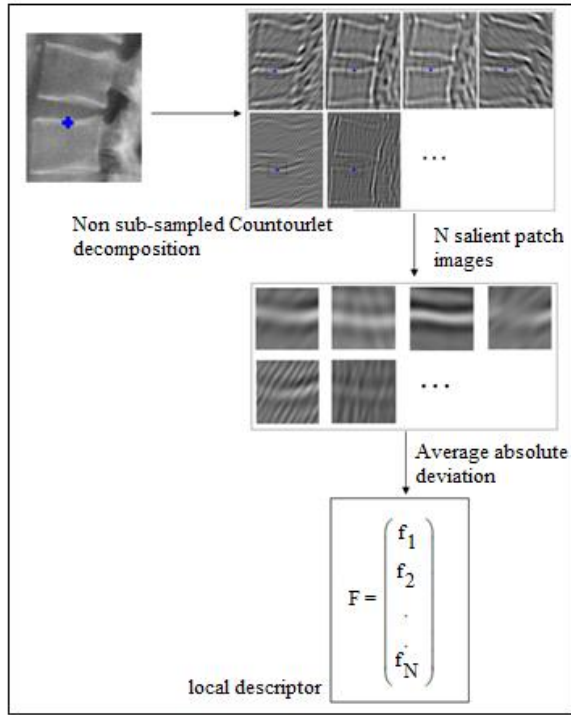 Non sub-sampled Countourlet
decomposition
N salient patch
images
...
...
Average absolute
deviation
F =
f1
f2
.
.
fN
local descriptor